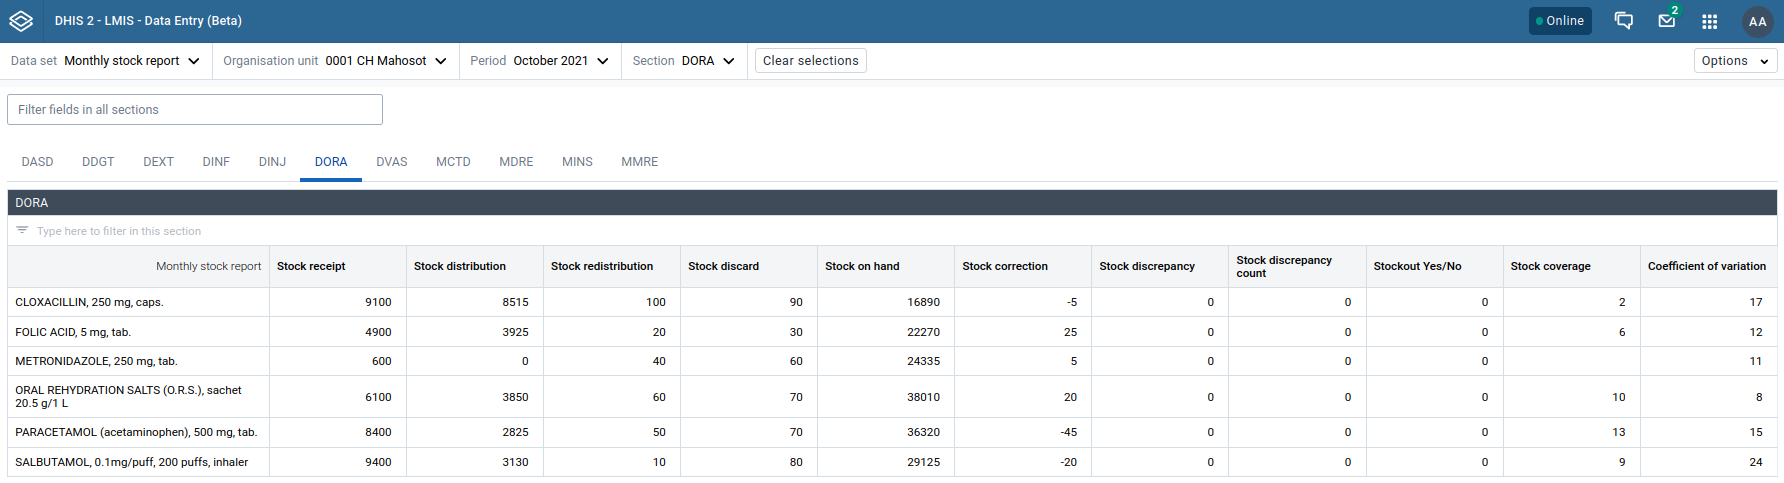 DHIS 2 - LMIS - Data Entry (Beta)
Online
2
AA
Data set Monthly stock report
Organisation unit 0001 CH Mahosot
Period October 2021
Section DORA
Clear selections
Options
Filter fields in all sections
DASD DDGT DEXT DINF DINJ DORA DVAS MCTD MDRE MINS MMRE
DORA
Type here to filter in this section
Monthly stock report Stock receipt Stock distribution Stock redistribution Stock discard Stock on hand Stock correction Stock discrepancy Stock discrepancy count Stockout Yes/No Stock coverage Coefficient of variation
CLOXACILLIN, 250 mg, caps. 9100 8515 100 90 16890 -5 0 0 0 2 17
FOLIC ACID, 5 mg, tab. 4900 3925 20 30 22270 25 0 0 0 6 12
METRONIDAZOLE, 250 mg, tab. 600 0 40 60 24335 5 0 0 0 11
ORAL REHYDRATION SALTS (O.R.S.), sachet
20.5 g/1 L 6100 3850 60 70 38010 20 0 0 0 10 8
PARACETAMOL (acetaminophen), 500 mg, tab. 8400 2825 50 70 36320 -45 0 0 0 13 15
SALBUTAMOL, 0.1mg/puff, 200 puffs, inhaler 9400 3130 10 80 29125 -20 0 0 0 9 24